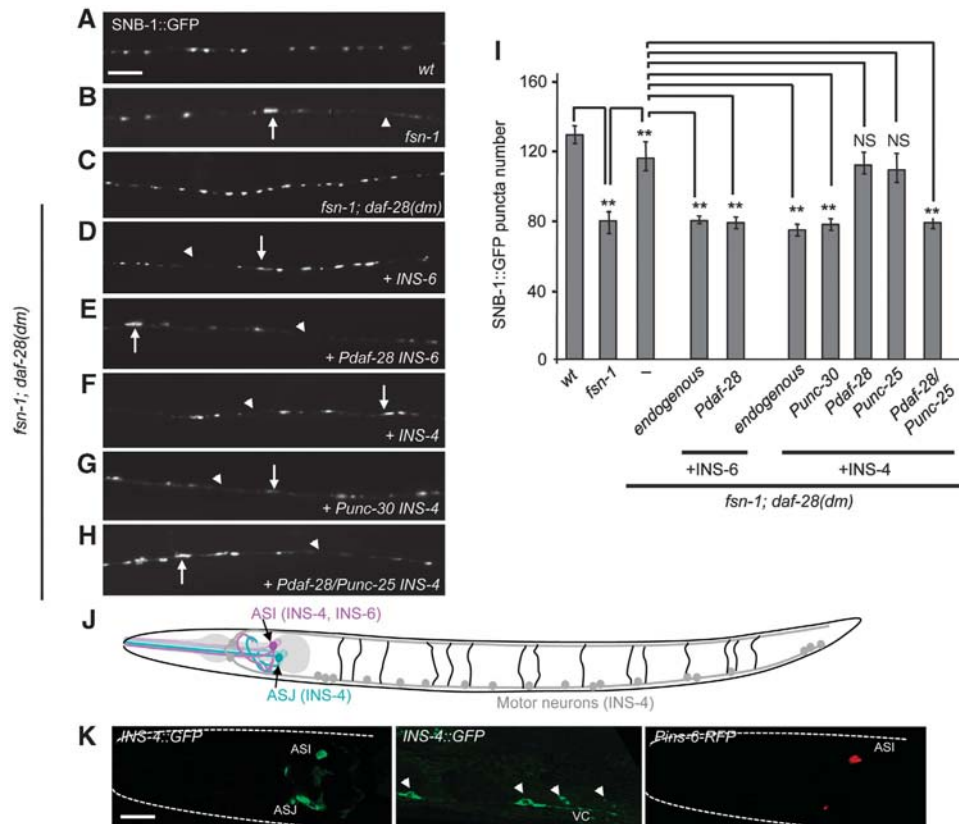 A
SNB-1::GFP
wt
B
fsn-1
C
fsn-1; daf-28(dm)
D
+ INS-6
E
+ Pdaf-28 INS-6
F
+ INS-4
G
+ Punc-30 INS-4
H
+ Pdaf-28/Punc-25 INS-4
fsn-1; daf-28(dm)
I
SNB-1::GFP puncta number
160
120
80
40
0
**
**
**
**
**
**
NS
NS
**
wt
fsn-1
–
endogenous
Pdaf-28
endogenous
Punc-30
Pdaf-28
Punc-25
Pdaf-28/
Punc-25
+INS-6
+INS-4
fsn-1; daf-28(dm)
J
ASI (INS-4, INS-6)
ASJ (INS-4)
Motor neurons (INS-4)
K
INS-4::GFP
ASI
ASJ
INS-4::GFP
VC
Pins-6-RFP
ASI